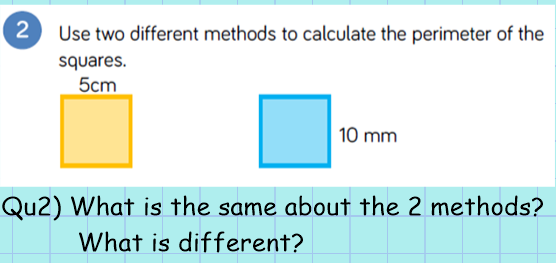 2 Use two different methods to calculate the perimeter of the
squares.
5cm
10 mm
Qu2) What is the same about the 2 methods?
What is different?